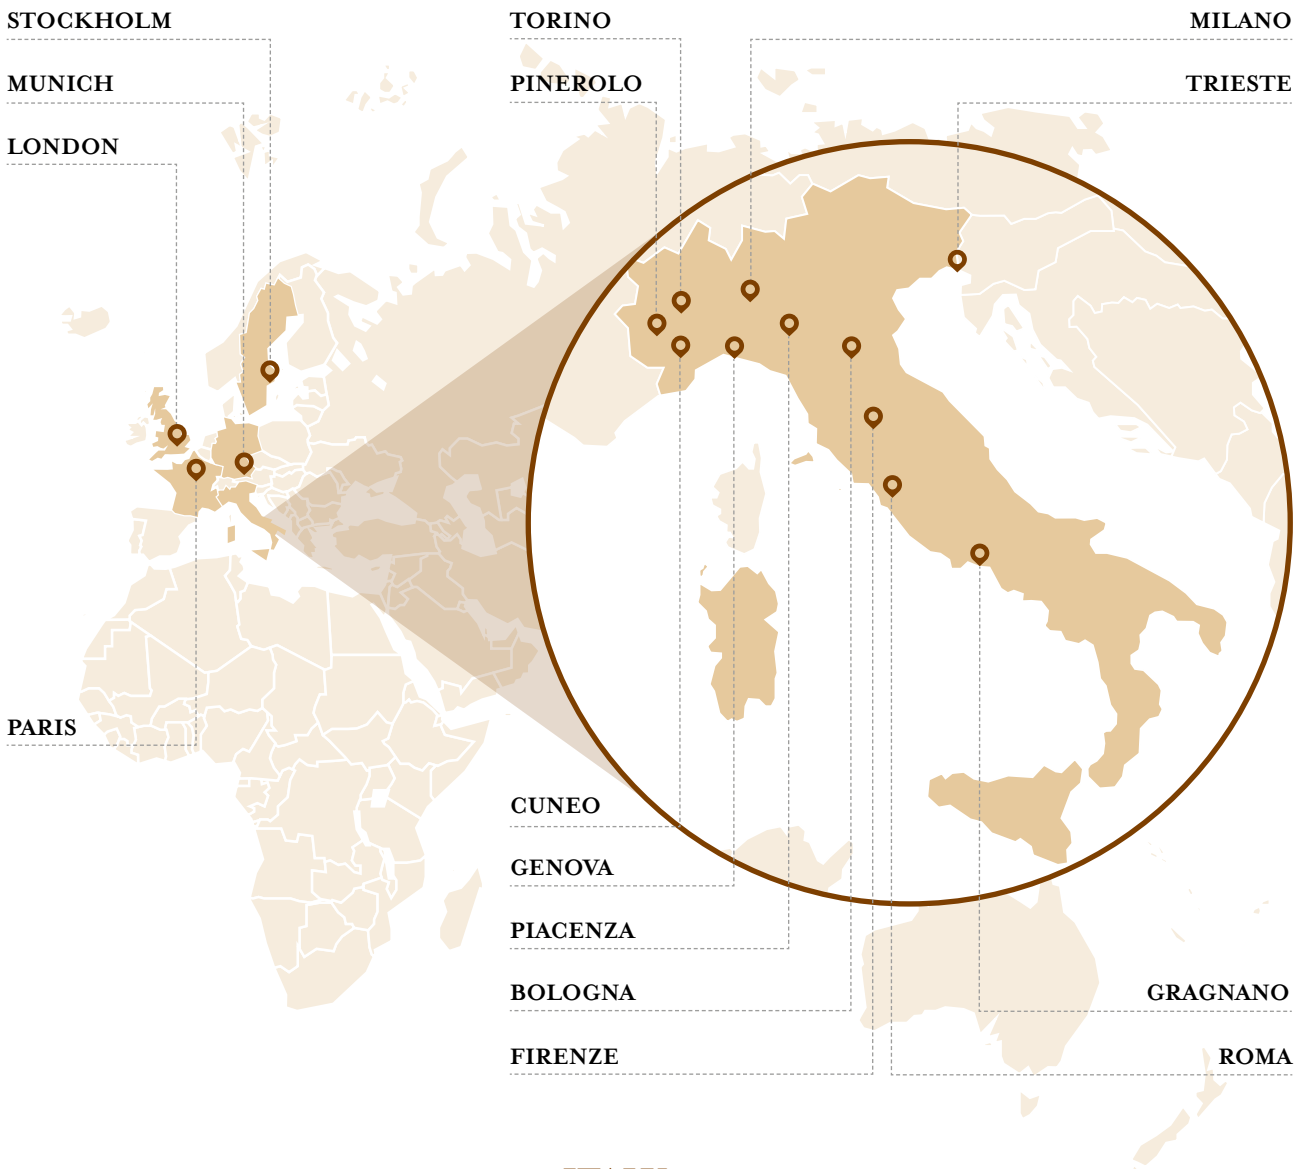 STOCKHOLM
MUNICH
LONDON
PARIS
TORINO
PINEROLO
MILANO
TRIESTE
CUNEO
GENOVA
PIACENZA
BOLOGNA
FIRENZE
GRAGNANO
ROMA